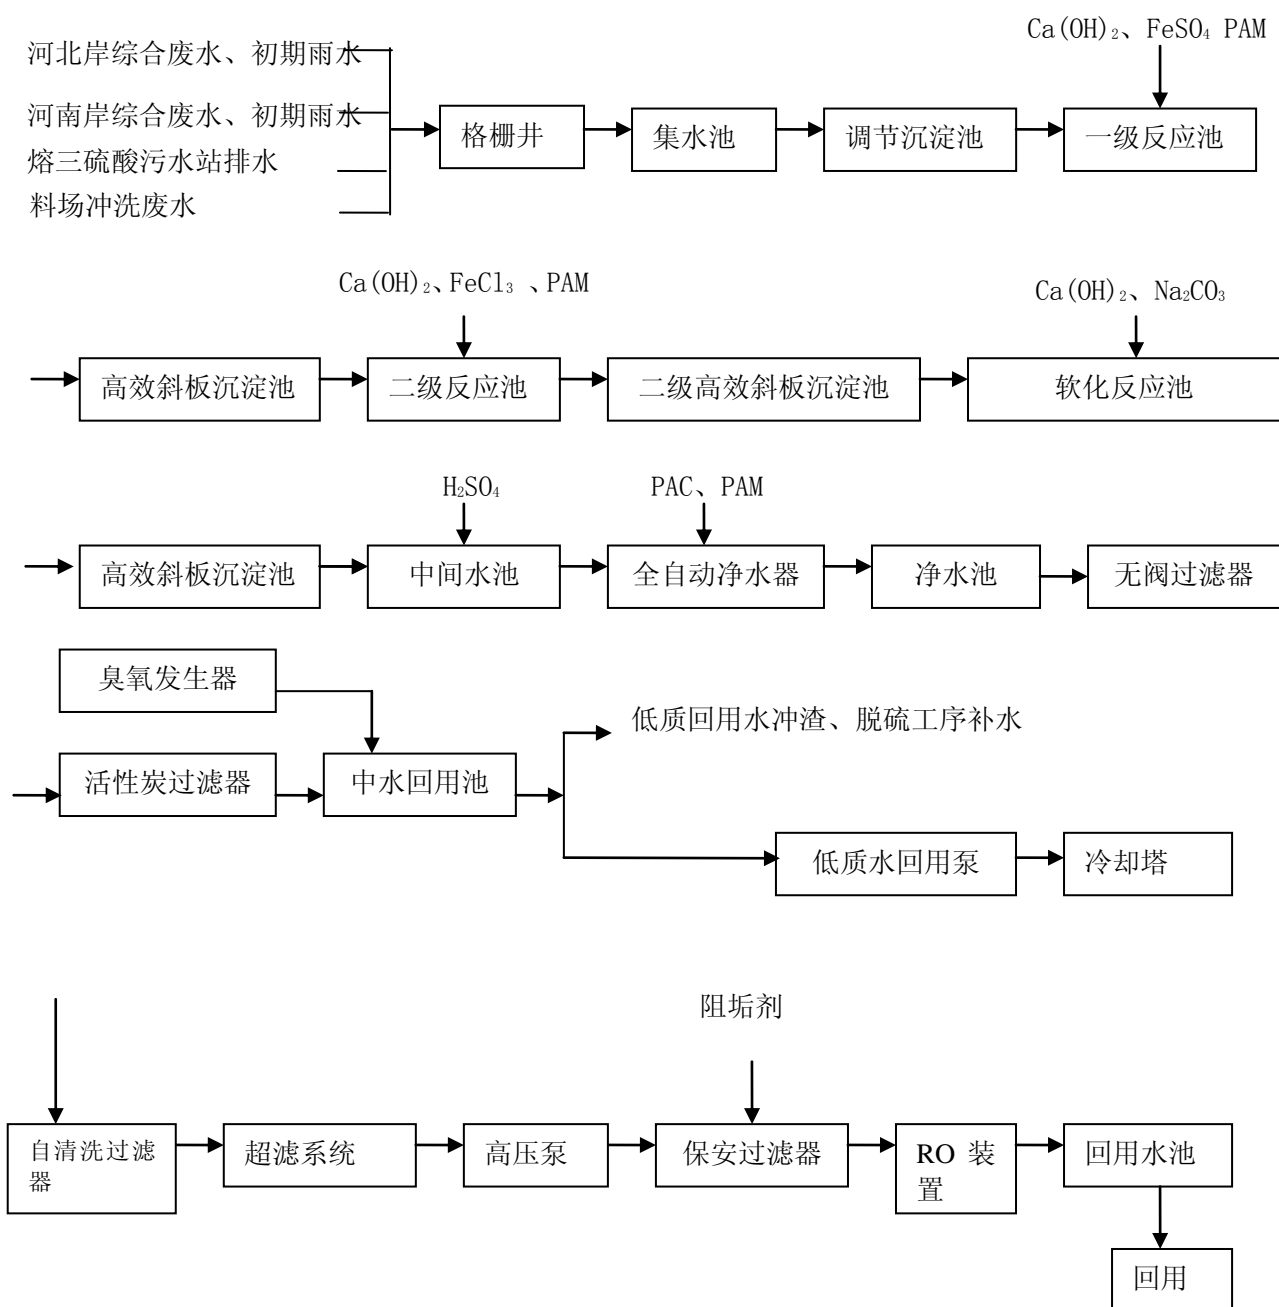 Ca(OH)₂、FeSO₄ PAM
河北岸综合废水、初期雨水
河南岸综合废水、初期雨水
熔三硫酸污水站排水
料场冲洗废水
格栅井
集水池
调节沉淀池
一级反应池
Ca(OH)₂、FeCl₃ 、PAM
Ca(OH)₂、Na₂CO₃
高效斜板沉淀池
二级反应池
二级高效斜板沉淀池
软化反应池
H₂SO₄
PAC、PAM
高效斜板沉淀池
中间水池
全自动净水器
净水池
无阀过滤器
臭氧发生器
低质回用水冲渣、脱硫工序补水
活性炭过滤器
中水回用池
低质水回用泵
冷却塔
阻垢剂
自清洗过滤
器
超滤系统
高压泵
保安过滤器
RO 装
置
回用水池
回用